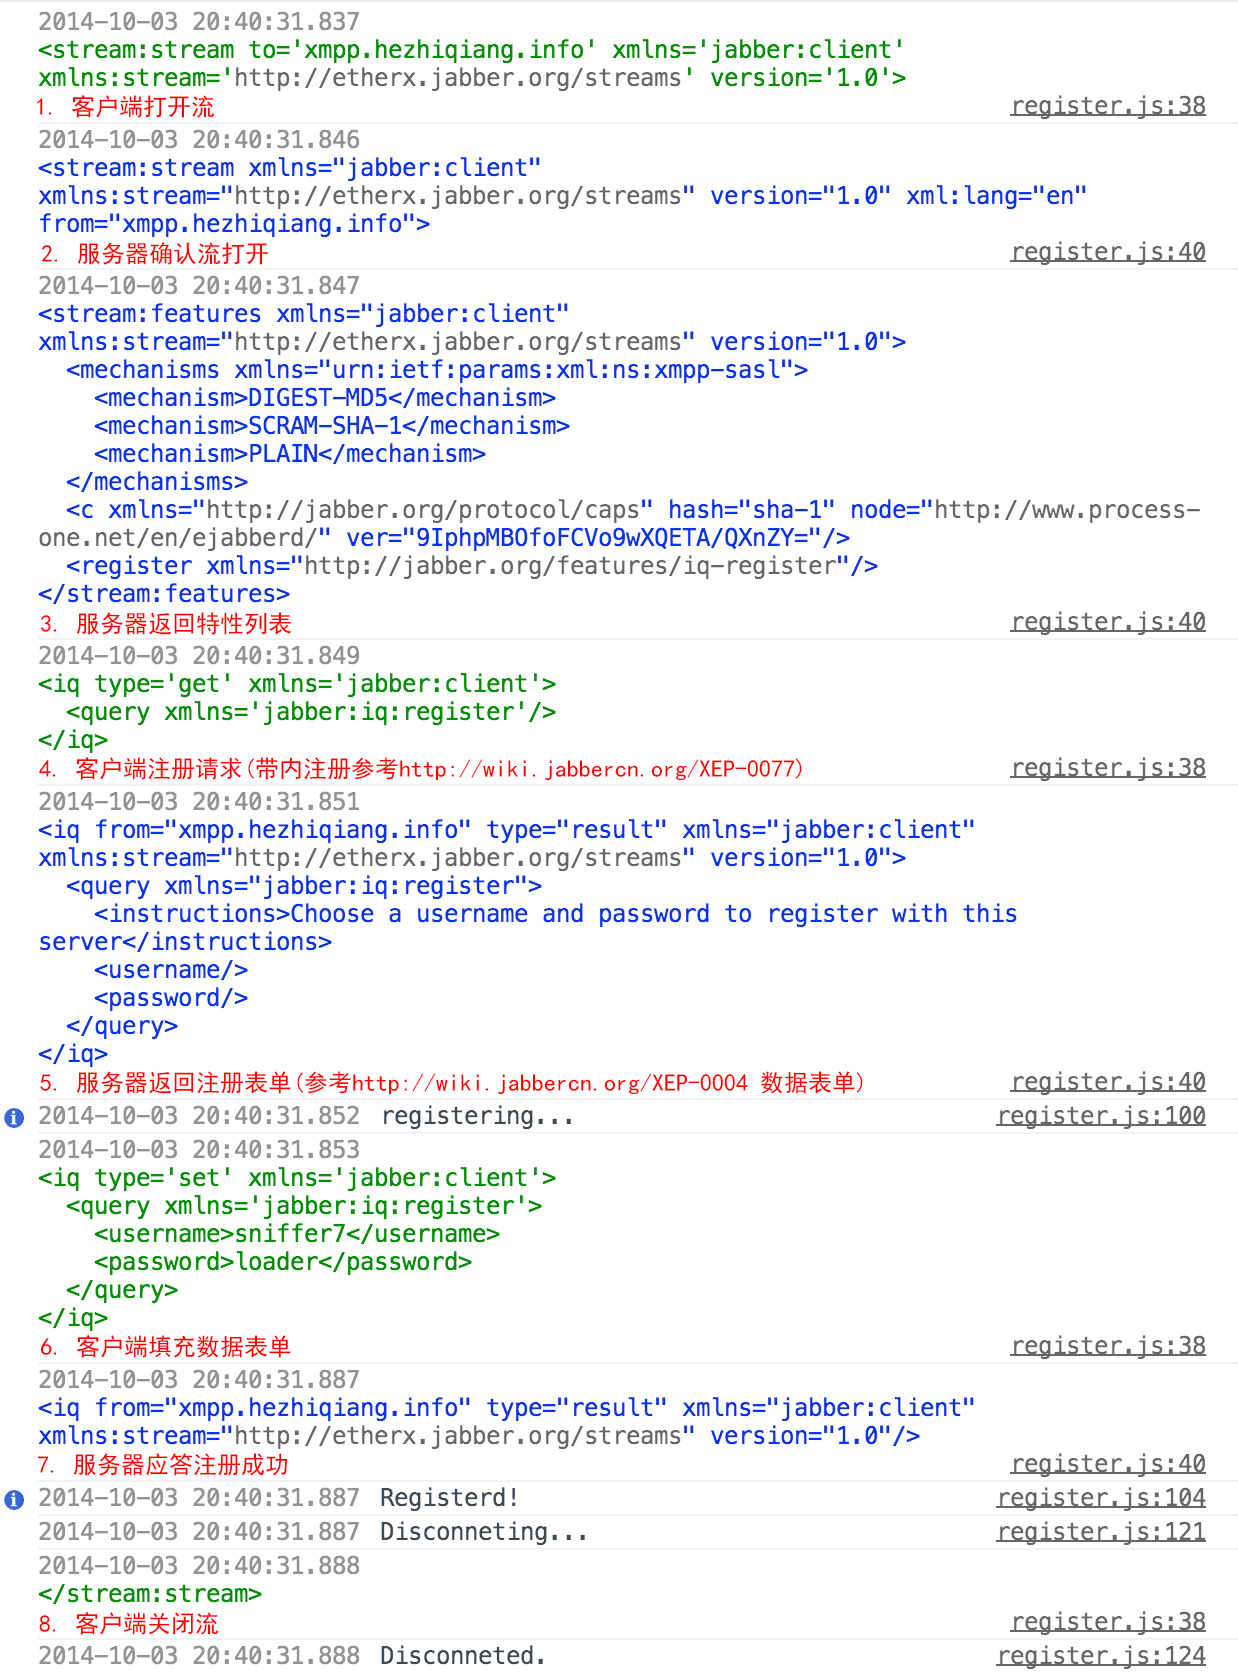 2014-10-03 20:40:31.837
<stream:stream to='xmpp.hezhiqiang.info' xmlns='jabber:client'
xmlns:stream='http://etherx.jabber.org/streams' version='1.0'>
1. 客户端打开流 register.js:38
2014-10-03 20:40:31.846
<stream:stream xmlns="jabber:client"
xmlns:stream="http://etherx.jabber.org/streams" version="1.0" xml:lang="en"
from="xmpp.hezhiqiang.info">
2. 服务器确认流打开 register.js:40
2014-10-03 20:40:31.847
<stream:features xmlns="jabber:client"
xmlns:stream="http://etherx.jabber.org/streams" version="1.0">
<mechanisms xmlns="urn:ietf:params:xml:ns:xmpp-sasl">
<mechanism>DIGEST-MD5</mechanism>
<mechanism>SCRAM-SHA-1</mechanism>
<mechanism>PLAIN</mechanism>
</mechanisms>
<c xmlns="http://jabber.org/protocol/caps" hash="sha-1" node="http://www.process-
one.net/en/ejabberd/" ver="9IphpMBOfoFCVo9wXQETA/QXnZY="/>
<register xmlns="http://jabber.org/features/iq-register"/>
</stream:features>
3. 服务器返回特性列表 register.js:40
2014-10-03 20:40:31.849
<iq type='get' xmlns='jabber:client'>
<query xmlns='jabber:iq:register'/>
</iq>
4. 客户端注册请求(带内注册参考http://wiki.jabbercn.org/XEP-0077) register.js:38
2014-10-03 20:40:31.851
<iq from="xmpp.hezhiqiang.info" type="result" xmlns="jabber:client"
xmlns:stream="http://etherx.jabber.org/streams" version="1.0">
<query xmlns="jabber:iq:register">
<instructions>Choose a username and password to register with this
server</instructions>
<username/>
<password/>
</query>
</iq>
5. 服务器返回注册表单(参考http://wiki.jabbercn.org/XEP-0004 数据表单) register.js:40
2014-10-03 20:40:31.852 registering... register.js:100
2014-10-03 20:40:31.853
<iq type='set' xmlns='jabber:client'>
<query xmlns='jabber:iq:register'>
<username>sniffer7</username>
<password>loader</password>
</query>
</iq>
6. 客户端填充数据表单 register.js:38
2014-10-03 20:40:31.887
<iq from="xmpp.hezhiqiang.info" type="result" xmlns="jabber:client"
xmlns:stream="http://etherx.jabber.org/streams" version="1.0"/>
7. 服务器应答注册成功 register.js:40
2014-10-03 20:40:31.887 Registerd! register.js:104
2014-10-03 20:40:31.887 Disconneting... register.js:121
2014-10-03 20:40:31.888
</stream:stream>
8. 客户端关闭流 register.js:38
2014-10-03 20:40:31.888 Disconneted. register.js:124